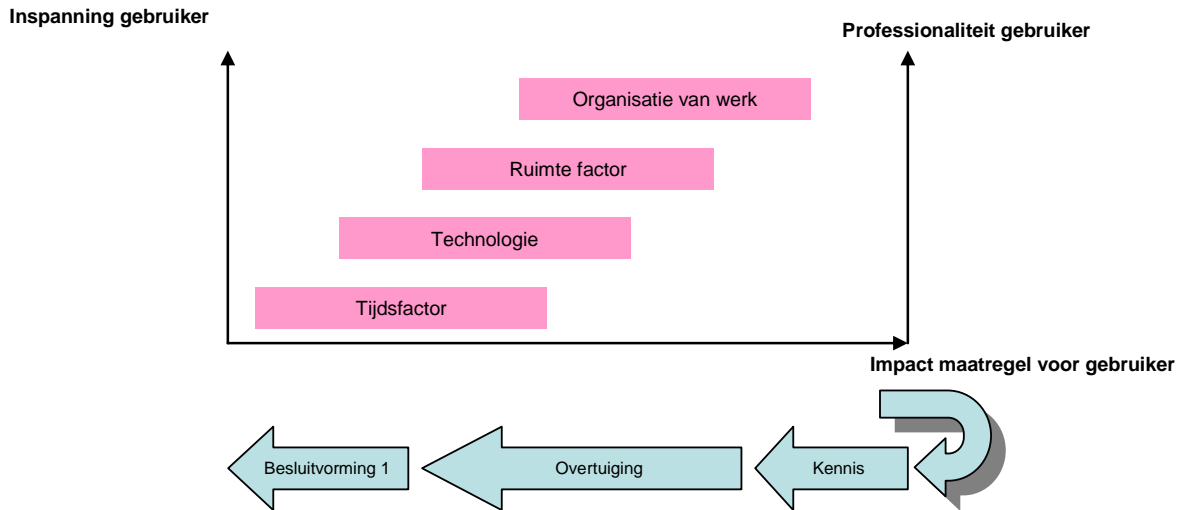 Inspanning gebruiker
Professionaliteit gebruiker
Organisatie van werk
Ruimte factor
Technologie
Tijdsfactor
Impact maatregel voor gebruiker
Besluitvorming 1
Overtuiging
Kennis